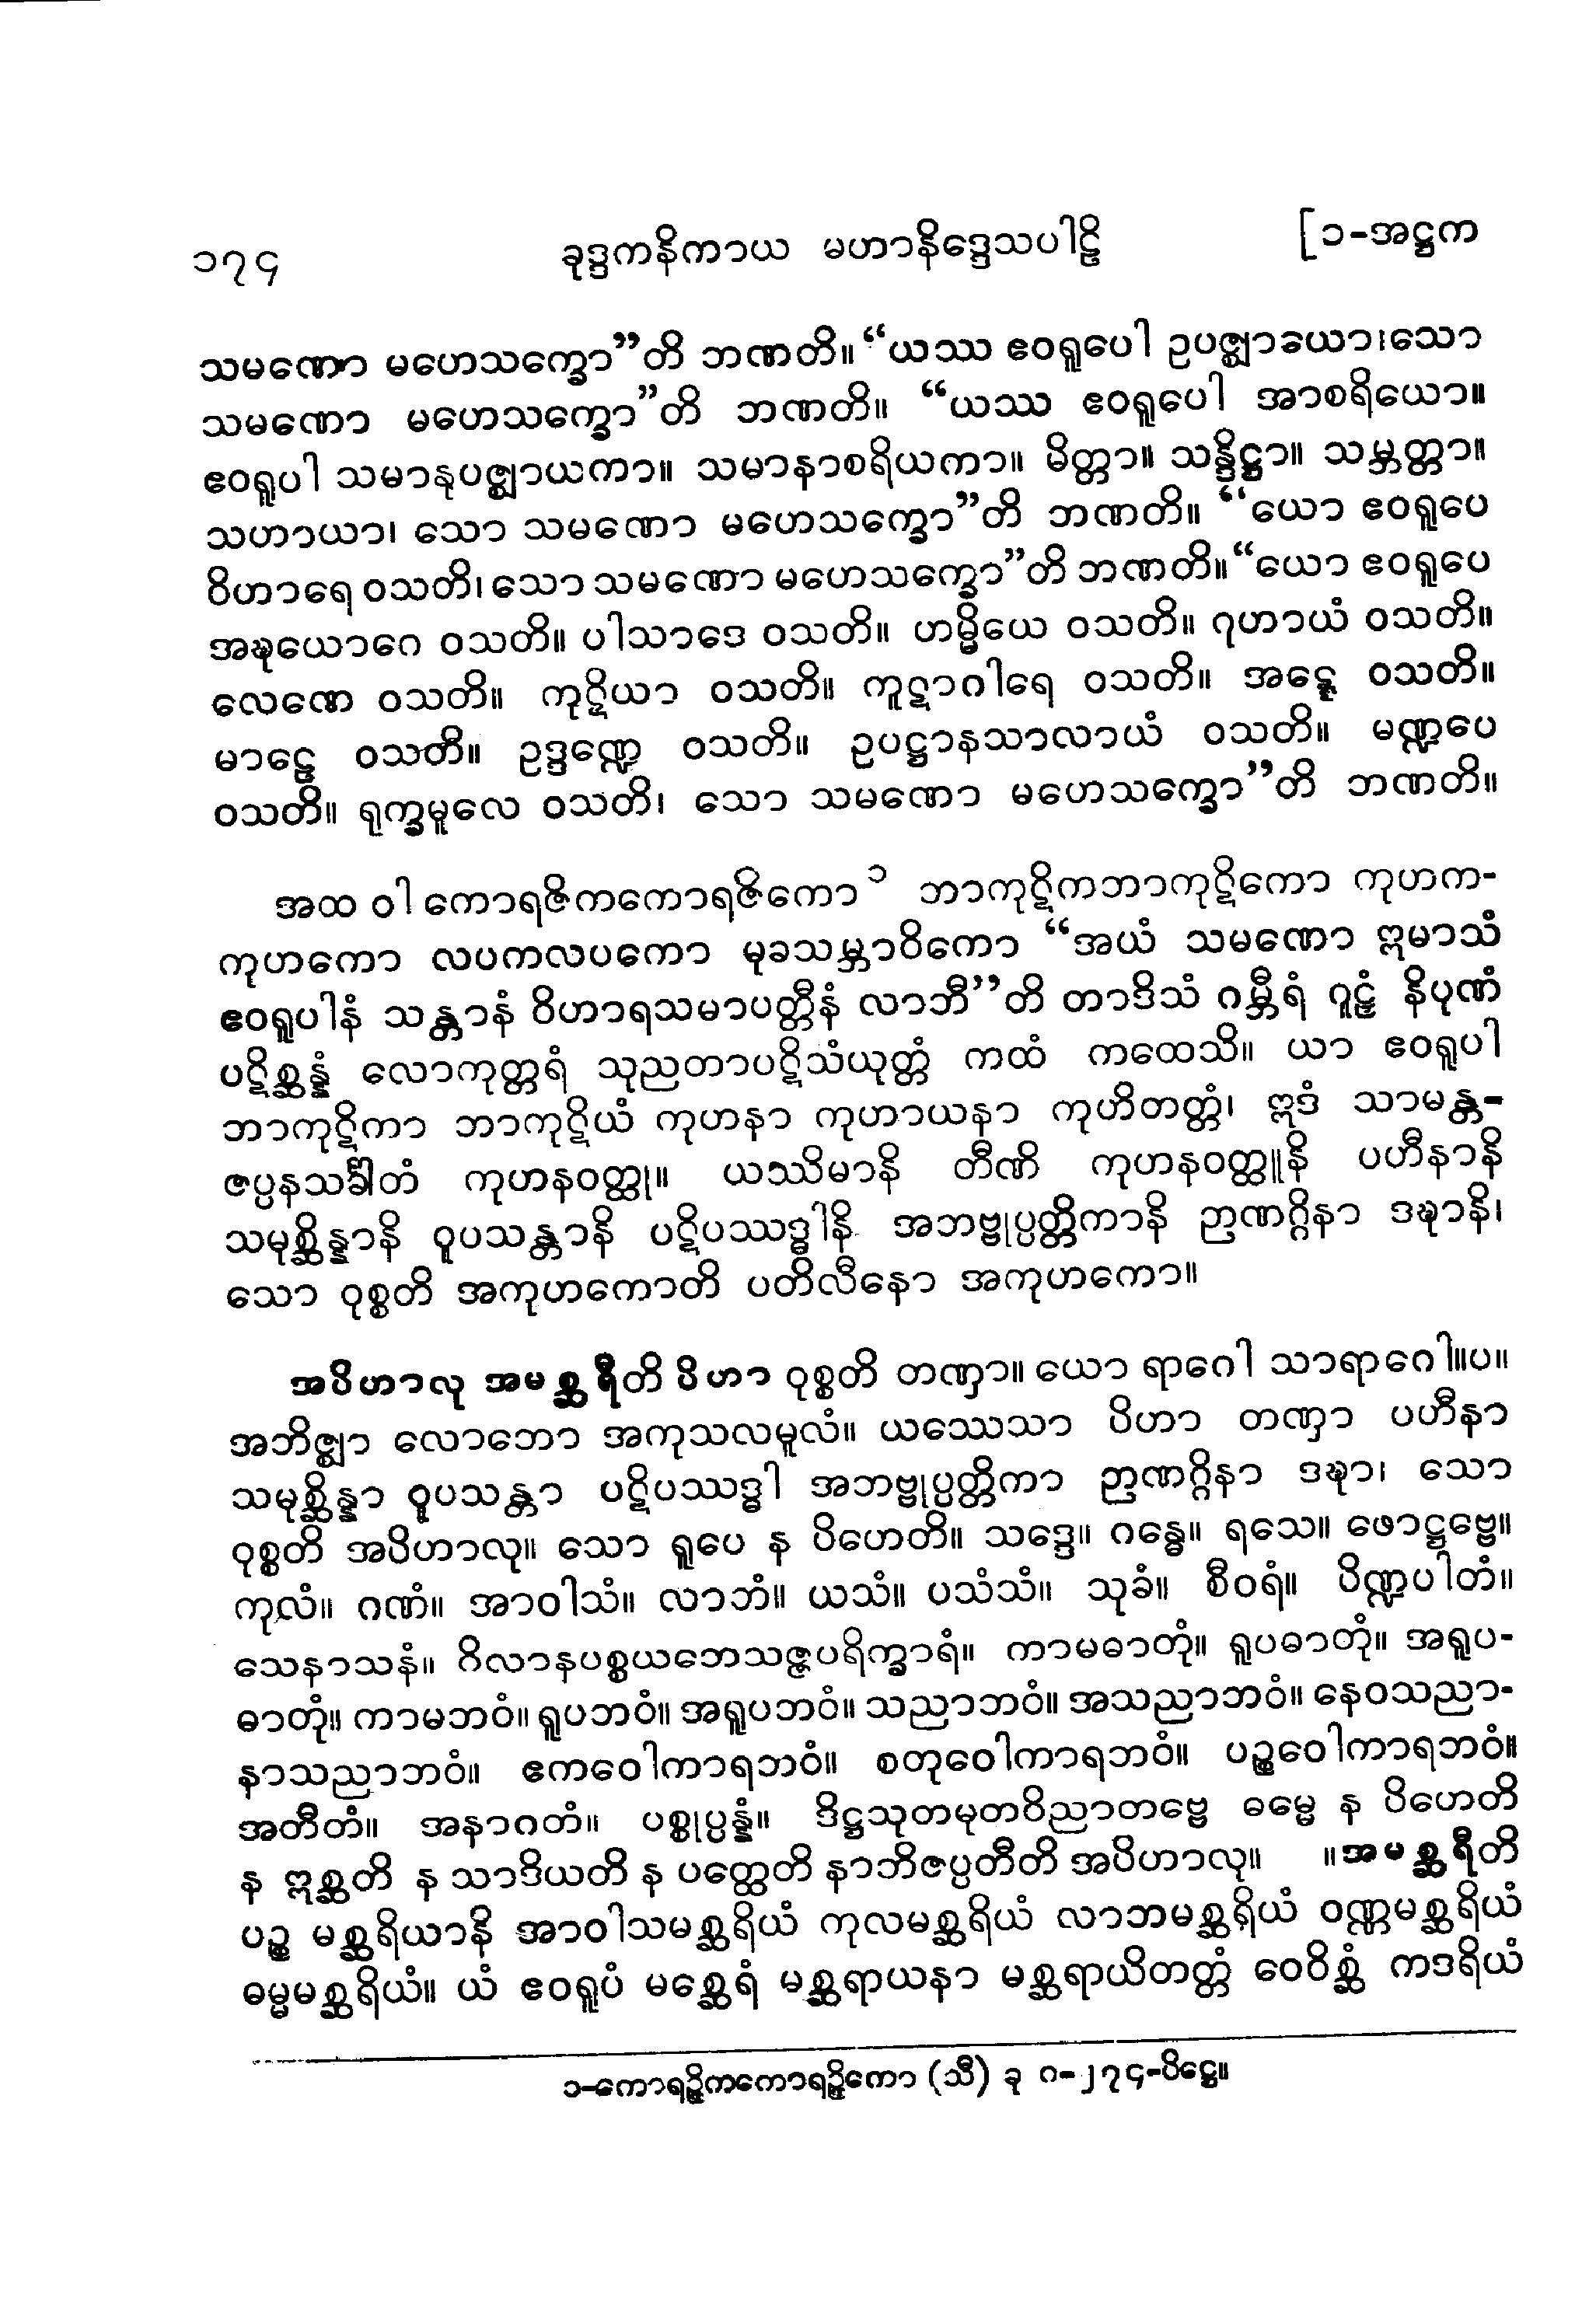 ၁၇၄ ခုဒ္ဒကနိကာယ မဟာနိဒ္ဒေသပါဠိ [၁-အဋ္ဌက
သမဏော မဟေသက္ခော”တိ ဘဏတိ။ “ယဿ ဧဝရူပေါ ဥပဇ္ဈာယော၊သော
သမဏော မဟေသက္ခော”တိ ဘဏတိ။ “ယဿ ဧဝရူပေါ အာစရိယော။
ဧဝရူပါ သမာနုပဇ္ဈာယကာ။ သမာနာစရိယကာ။ မိတ္တာ။ သန္ဒိဋ္ဌာ။ သမ္ဘတ္တာ။
သဟာယာ၊ သော သမဏော မဟေသက္ခော”တိ ဘဏတိ။ “ယော ဧဝရူပေ
ဝိဟာရေ ဝသတိ၊ သော သမဏော မဟေသက္ခော”တိ ဘဏတိ။ “ယော ဧဝရူပေ
အဍ္ဎယောဂေ ဝသတိ။ ပါသာဒေ ဝသတိ။ ဟမ္မိယေ ဝသတိ။ ဂုဟာယံ ဝသတိ။
လေဏေ ဝသတိ။ ကုဋိယာ ဝသတိ။ ကူဋာဂါရေ ဝသတိ။ အဋ္ဋေ ဝသတိ။
မာဠေ ဝသတိ။ ဥဒ္ဒဏ္ဍေ ဝသတိ။ ဥပဋ္ဌာနသာလာယံ ဝသတိ။ မဏ္ဍပေ
ဝသတိ။ ရုက္ခမူလေ ဝသတိ၊ သော သမဏော မဟေသက္ခော”တိ ဘဏတိ။
အထ ဝါ ကောရဇိကကောရဇိကော ၁ ဘာကုဋိကဘာကုဋိကော ကုဟက-
ကုဟကော လပကလပကော မုခသမ္ဘာဝိကော “အယံ သမဏော ဣမာသံ
ဧဝရူပါနံ သန္တာနံ ဝိဟာရသမာပတ္တီနံ လာဘီ”တိ တာဒိသံ ဂမ္ဘီရံ ဂူဠှံ နိပုဏံ
ပဋိစ္ဆန္နံ လောကုတ္တရံ သုညတာပဋိသံယုတ္တံ ကထံ ကထေသိ။ ယာ ဧဝရူပါ
ဘာကုဋိကာ ဘာကုဋိယံ ကုဟနာ ကုဟာယနာ ကုဟိတတ္တံ၊ ဣဒံ သာမန္တ-
ဇပ္ပနသင်္ခါတံ ကုဟနဝတ္ထု။ ယဿိမာနိ တီဏိ ကုဟနဝတ္ထူနိ ပဟီနာနိ
သမုစ္ဆိန္နာနိ ဝူပသန္တာနိ ပဋိပဿဒ္ဓါနိ အဘဗ္ဗုပ္ပတ္တိကာနိ ဉာဏဂ္ဂိနာ ဒဍ္ဎာနိ၊
သော ဝုစ္စတိ အကုဟကောတိ ပတိလီနော အကုဟကော။
အပိဟာလု အမစ္ဆရီတိ ပိဟာ ဝုစ္စတိ တဏှာ။ ယော ရာဂေါ သာရာဂေါ။ပ။
အဘိဇ္ဈာ လောဘော အကုသလမူလံ။ ယဿေသာ ပိဟာ တဏှာ ပဟီနာ
သမုစ္ဆိန္နာ ဝူပသန္တာ ပဋိပဿဒ္ဓါ အဘဗ္ဗုပ္ပတ္တိကာ ဉာဏဂ္ဂိနာ ဒဍ္ဎာ၊ သော
ဝုစ္စတိ အပိဟာလု။ သော ရူပေ န ပိဟေတိ။ သဒ္ဒေ။ ဂန္ဓေ။ ရသေ။ ဖောဋ္ဌဗ္ဗေ။
ကုလံ။ ဂဏံ။ အာဝါသံ။ လာဘံ။ ယသံ။ ပသံသံ။ သုခံ။ စီဝရံ။ ပိဏ္ဍပါတံ။
သေနာသနံ။ ဂိလာနပစ္စယဘေသဇ္ဇပရိက္ခာရံ။ ကာမဓာတုံ။ ရူပဓာတုံ။ အရူပ-
ဓာတုံ။ ကာမဘဝံ။ ရူပဘဝံ။ အရူပဘဝံ။ သညာဘဝံ။ အသညာဘဝံ။ နေဝသညာ-
နာသညာဘဝံ။ ဧကဝေါကာရဘဝံ။ စတုဝေါကာရဘဝံ။ ပဉ္စဝေါကာရဘဝံ။
အတီတံ။ အနာဂတံ။ ပစ္စုပ္ပန္နံ။ ဒိဋ္ဌသုတမုတဝိညာတဗ္ဗေ ဓမ္မေ န ပိဟေတိ
န ဣစ္ဆတိ န သာဒိယတိ န ပတ္ထေတိ နာဘိဇပ္ပတီတိ အပိဟာလု။ ။အမစ္ဆရီတိ
ပဉ္စ မစ္ဆရိယာနိ အာဝါသမစ္ဆရိယံ ကုလမစ္ဆရိယံ လာဘမစ္ဆရိယံ ဝဏ္ဏမစ္ဆရိယံ
ဓမ္မမစ္ဆရိယံ။ ယံ ဧဝရူပံ မစ္ဆေရံ မစ္ဆရာယနာ မစ္ဆရာယိတတ္တံ ဝေဝိစ္ဆံ ကဒရိယံ
၁-ကောရဉ္ဇိကကောရဉ္ဇိကော (သီ) ခု ဂ-၂၇၄-ပိဋ္ဌေ။